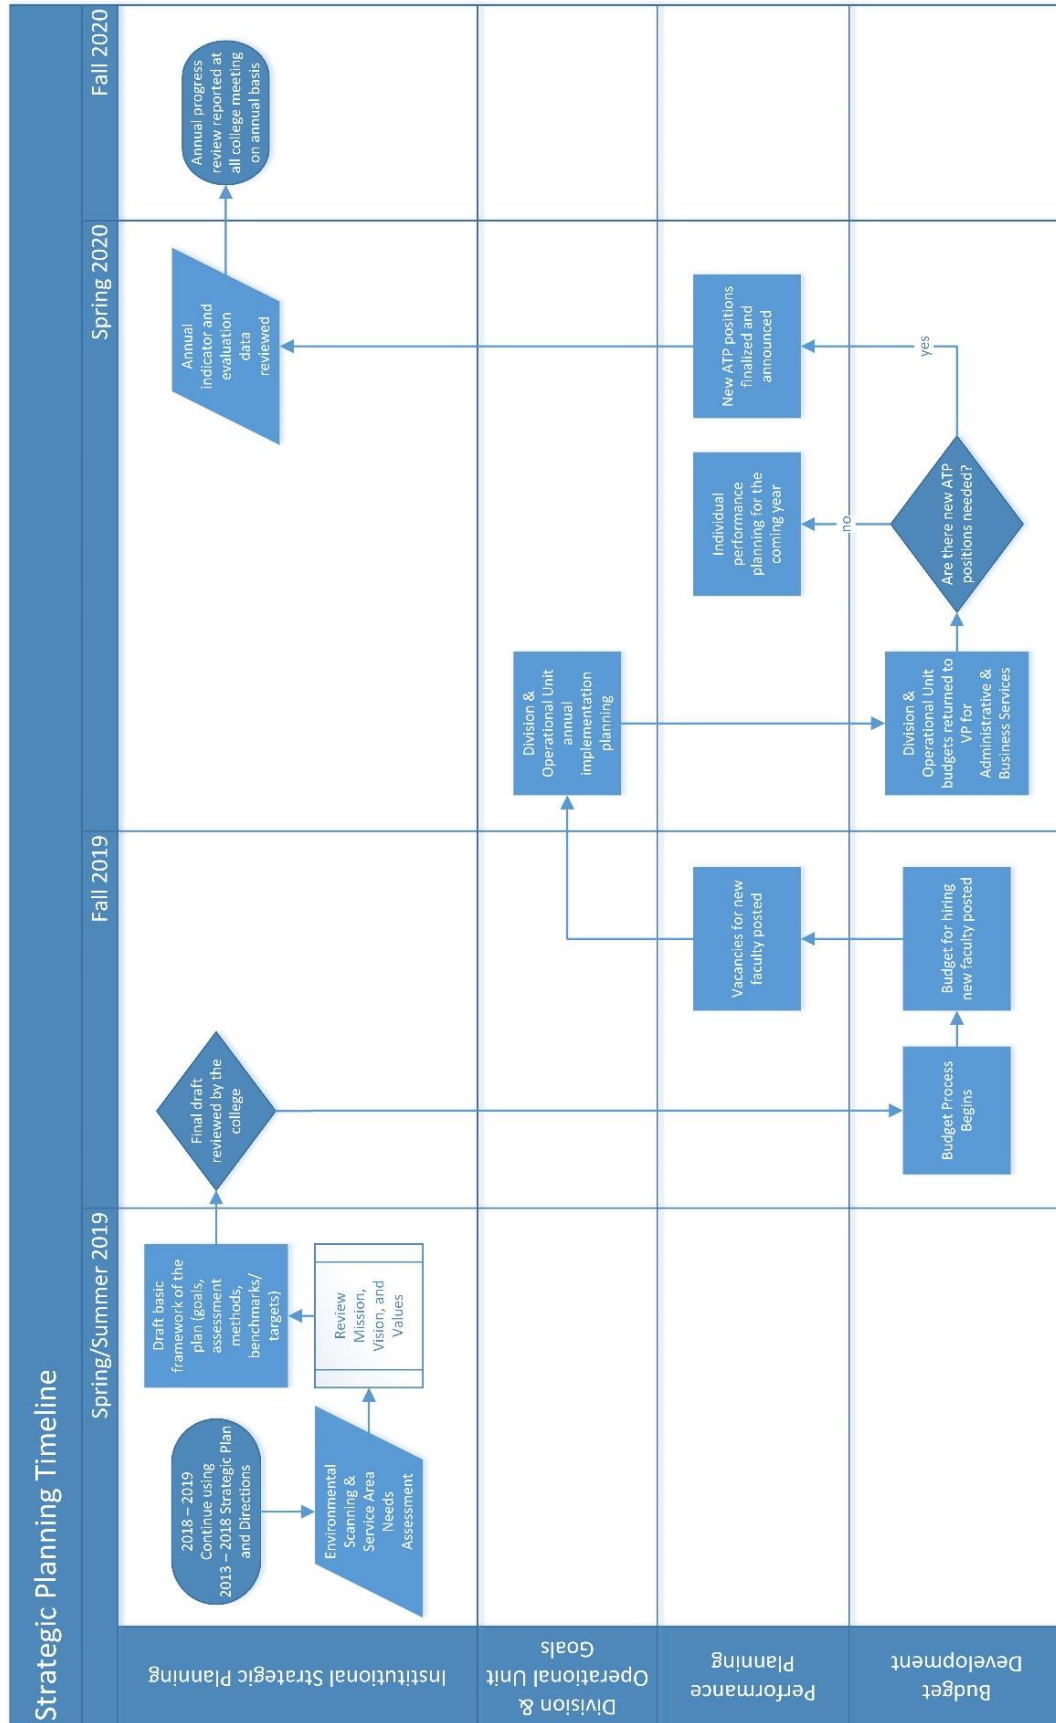 Strategic Planning Timeline
Spring/Summer 2019
Fall 2019
Spring 2020
Fall 2020
Institutional Strategic Planning
2018 – 2019
Continue using
2013 – 2018 Strategic Plan
and Directions
Environmental
Scanning &
Service Area
Needs
Assessment
Review
Mission,
Vision, and
Values
Draft basic
framework of the
plan (goals,
assessment
methods,
benchmarks/
targets)
Final draft
reviewed by the
college
Annual
indicator and
evaluation
data
reviewed
Annual progress
review reported at
all college meeting
on annual basis
Division &
Operational Unit
Goals
Division &
Operational Unit
annual
implementation
planning
Performance
Planning
Vacancies for new
faculty posted
Individual
performance
planning for the
coming year
New ATP positions
finalized and
announced
Budget
Development
Budget Process
Begins
Budget for hiring
new faculty posted
Division &
Operational Unit
budgets returned to
VP for
Administrative &
Business Services
Are there new ATP
positions needed?
no
yes